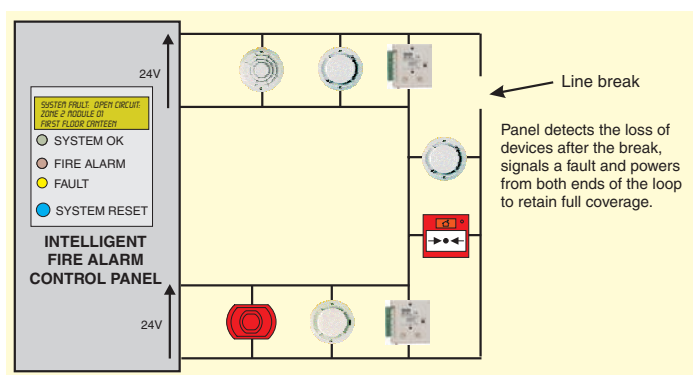 24V
SYSTEM FAULT: OPEN CIRCUIT:
ZONE 2 MODULE 01
FIRST FLOOR CANTEEN
SYSTEM OK
FIRE ALARM
FAULT
SYSTEM RESET
INTELLIGENT
FIRE ALARM
CONTROL PANEL
24V
Line break
Panel detects the loss of
devices after the break,
signals a fault and powers
from both ends of the loop
to retain full coverage.